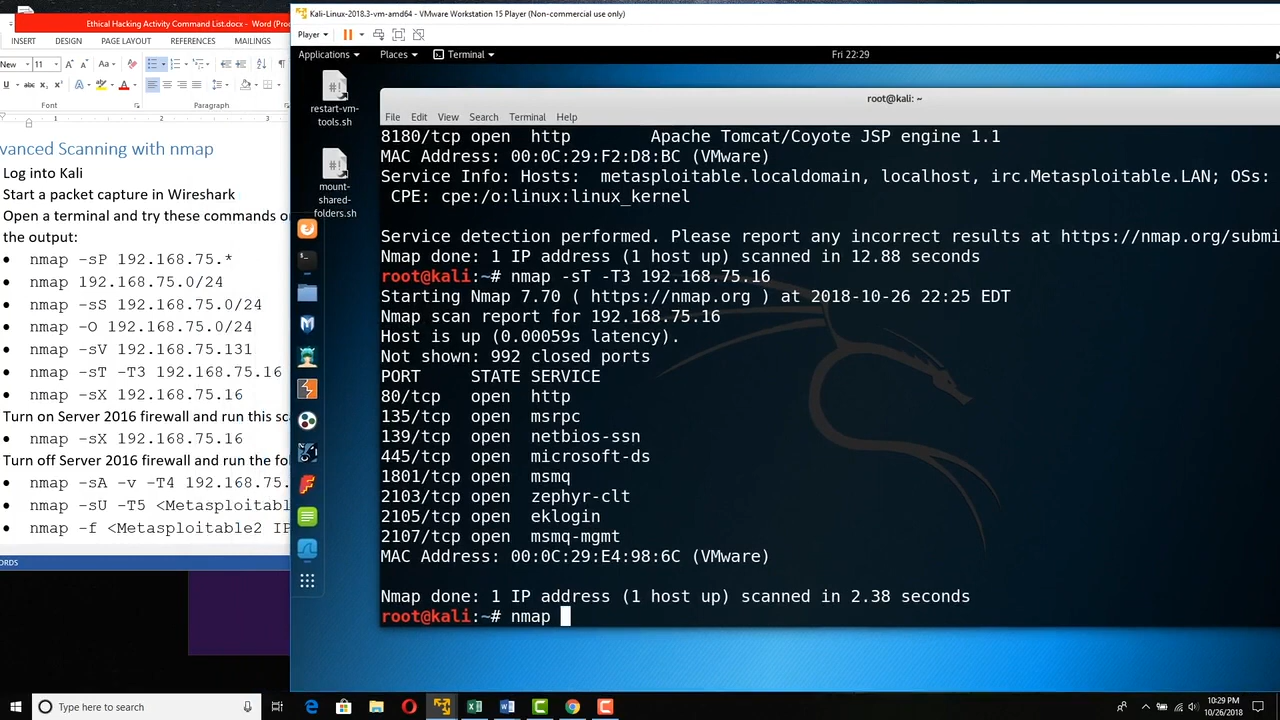 Ethical Hacking Activity Command List.docx - Word (Proc
INSERT DESIGN PAGE LAYOUT REFERENCES MAILINGS
New 11
Font Paragraph
1 2 3
vanced Scanning with nmap
Log into Kali
Start a packet capture in Wireshark
Open a terminal and try these commands o
the output:
nmap –sP 192.168.75.*
nmap 192.168.75.0/24
nmap –sS 192.168.75.0/24
nmap –O 192.168.75.0/24
nmap –sV 192.168.75.131
nmap –sT -T3 192.168.75.16
nmap –sX 192.168.75.16
Turn on Server 2016 firewall and run this sca
nmap –sX 192.168.75.16
Turn off Server 2016 firewall and run the fol
nmap –sA -v -T4 192.168.75.
nmap –sU -T5 <Metasploitabl
nmap –f <Metasploitable2 IP
ORDS
Kali-Linux-2018.3-vm-amd64 - VMware Workstation 15 Player (Non-commercial use only)
Player
Applications Places Terminal Fri 22:29
restart-vm-
tools.sh
mount-
shared-
folders.sh
root@kali: ~
File Edit View Search Terminal Help
8180/tcp open http Apache Tomcat/Coyote JSP engine 1.1
MAC Address: 00:0C:29:F2:D8:BC (VMware)
Service Info: Hosts: metasploitable.localdomain, localhost, irc.Metasploitable.LAN; OSs:
CPE: cpe:/o:linux:linux_kernel
Service detection performed. Please report any incorrect results at https://nmap.org/submi
Nmap done: 1 IP address (1 host up) scanned in 12.88 seconds
root@kali:~# nmap -sT -T3 192.168.75.16
Starting Nmap 7.70 ( https://nmap.org ) at 2018-10-26 22:25 EDT
Nmap scan report for 192.168.75.16
Host is up (0.00059s latency).
Not shown: 992 closed ports
PORT STATE SERVICE
80/tcp open http
135/tcp open msrpc
139/tcp open netbios-ssn
445/tcp open microsoft-ds
1801/tcp open msmq
2103/tcp open zephyr-clt
2105/tcp open eklogin
2107/tcp open msmq-mgmt
MAC Address: 00:0C:29:E4:98:6C (VMware)
Nmap done: 1 IP address (1 host up) scanned in 2.38 seconds
root@kali:~# nmap
Type here to search
10:29 PM
10/26/2018